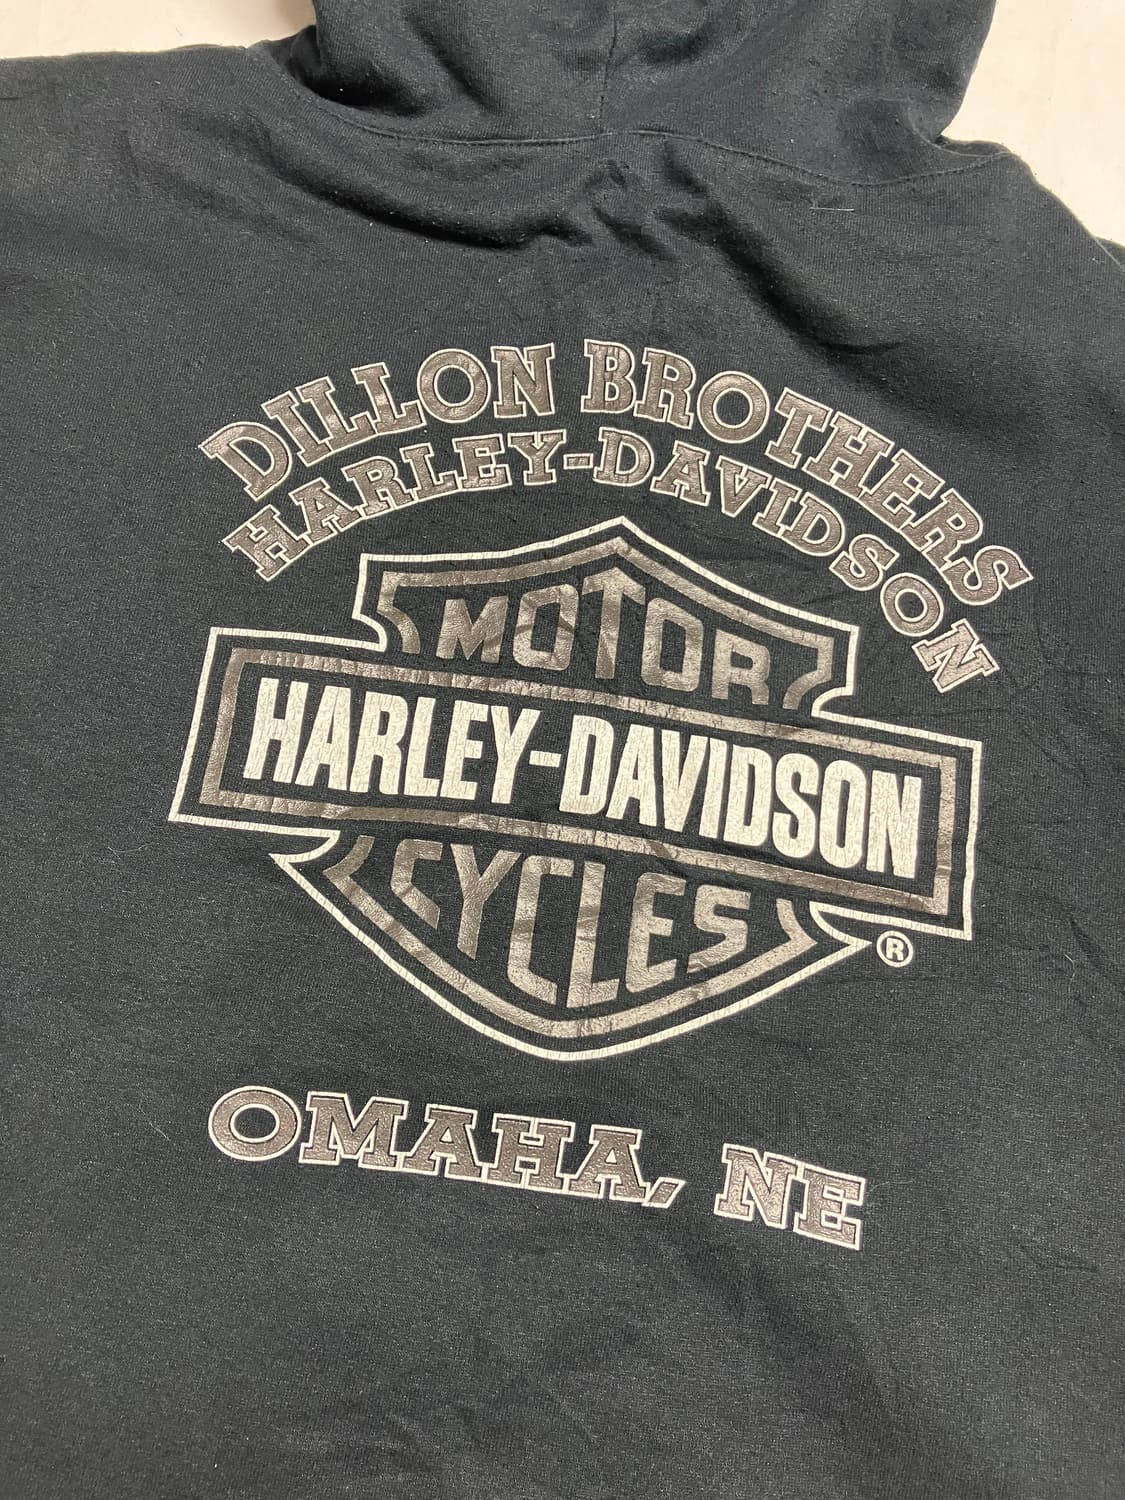 DILLON BROTHERS
HARLEY-DAVIDSON
MOTOR
HARLEY-DAVIDSON
CYCLES
®
OMAHA, NE